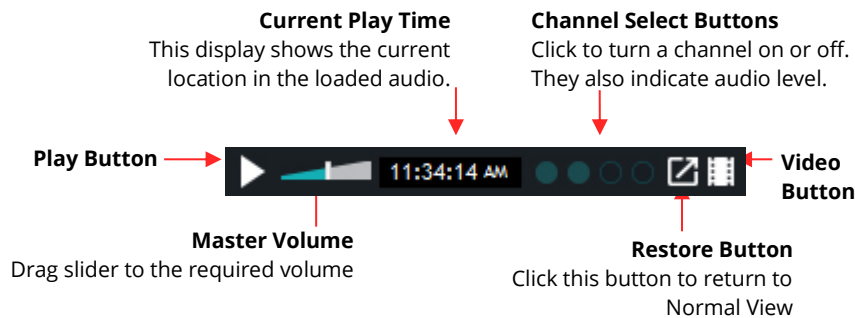 Current Play Time
This display shows the current
location in the loaded audio.
Channel Select Buttons
Click to turn a channel on or off.
They also indicate audio level.
Play Button
11:34:14 AM
Video
Button
Master Volume
Drag slider to the required volume
Restore Button
Click this button to return to
Normal View